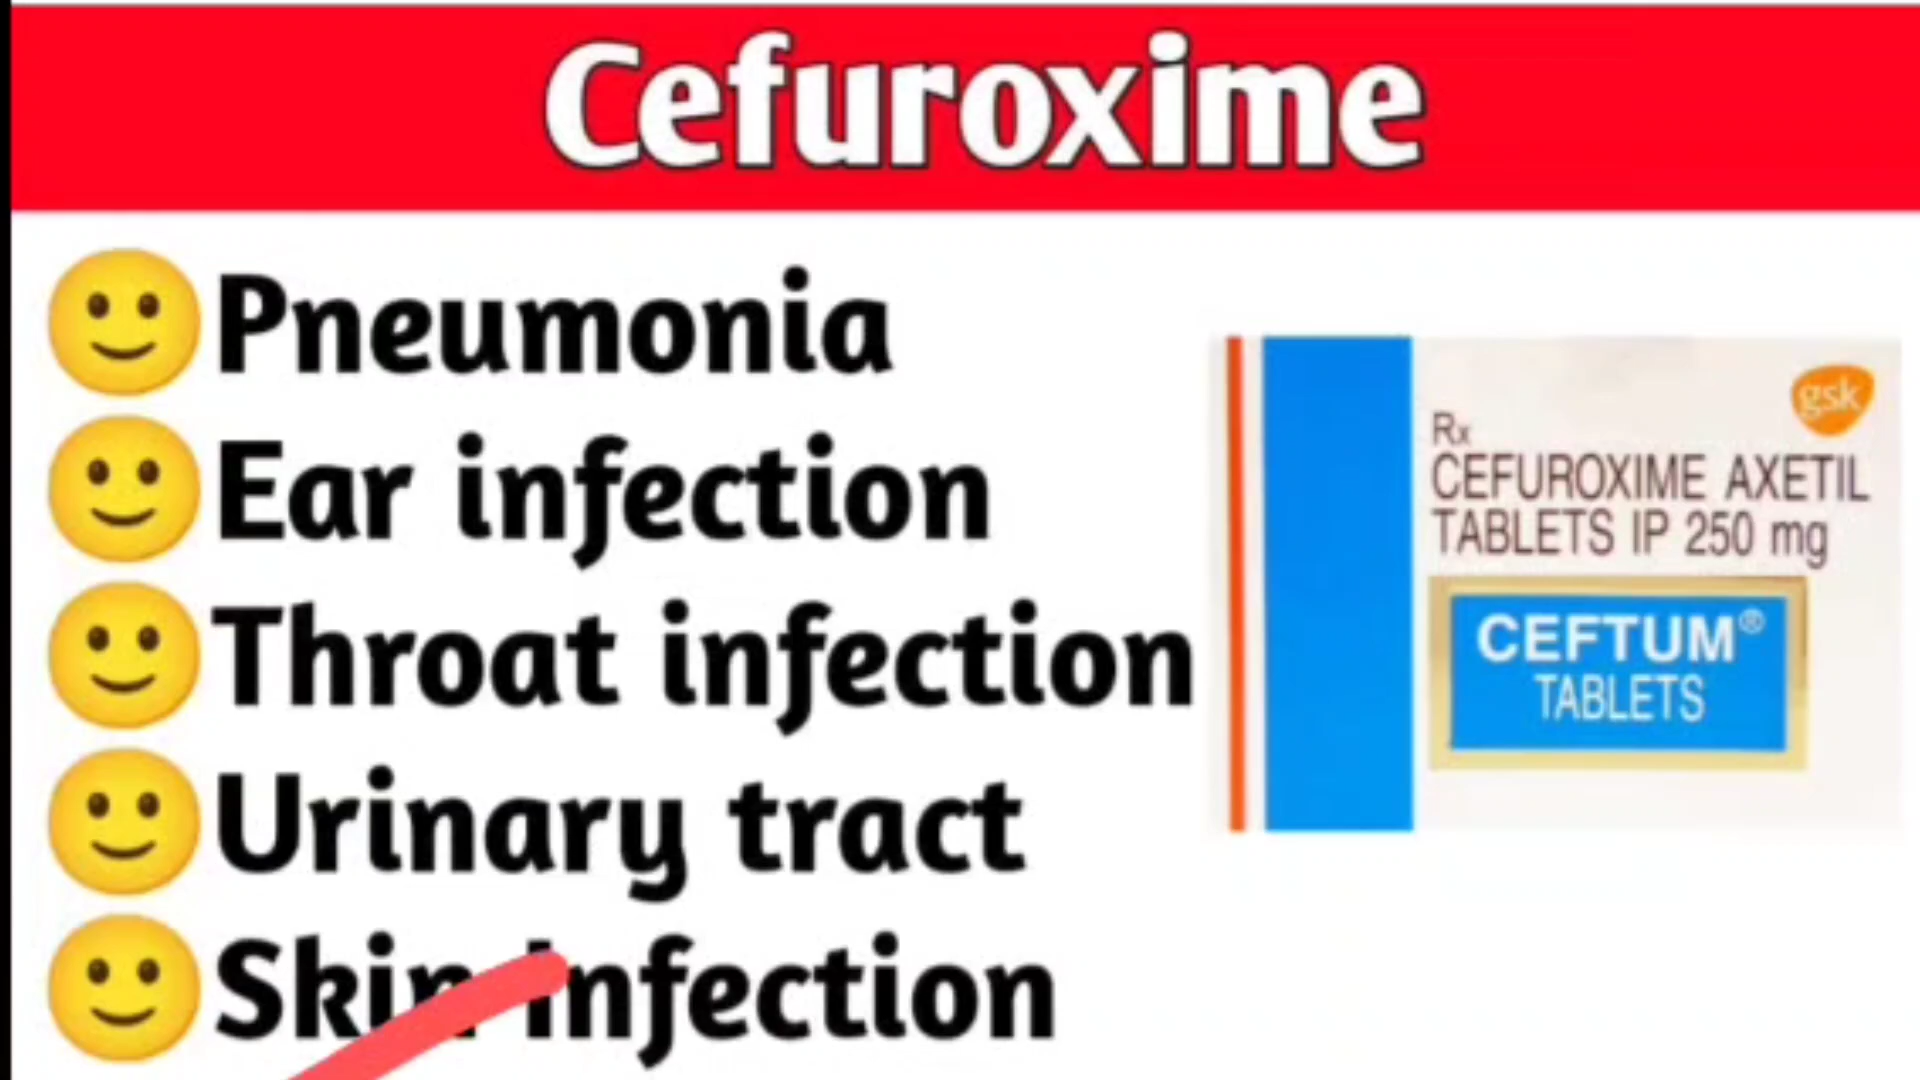 Cefuroxime
Pneumonia
Ear infection
Throat infection
Urinary tract
Skin Infection
gsk
Rx
CEFUROXIME AXETIL
TABLETS IP 250 mg
CEFTUM®
TABLETS